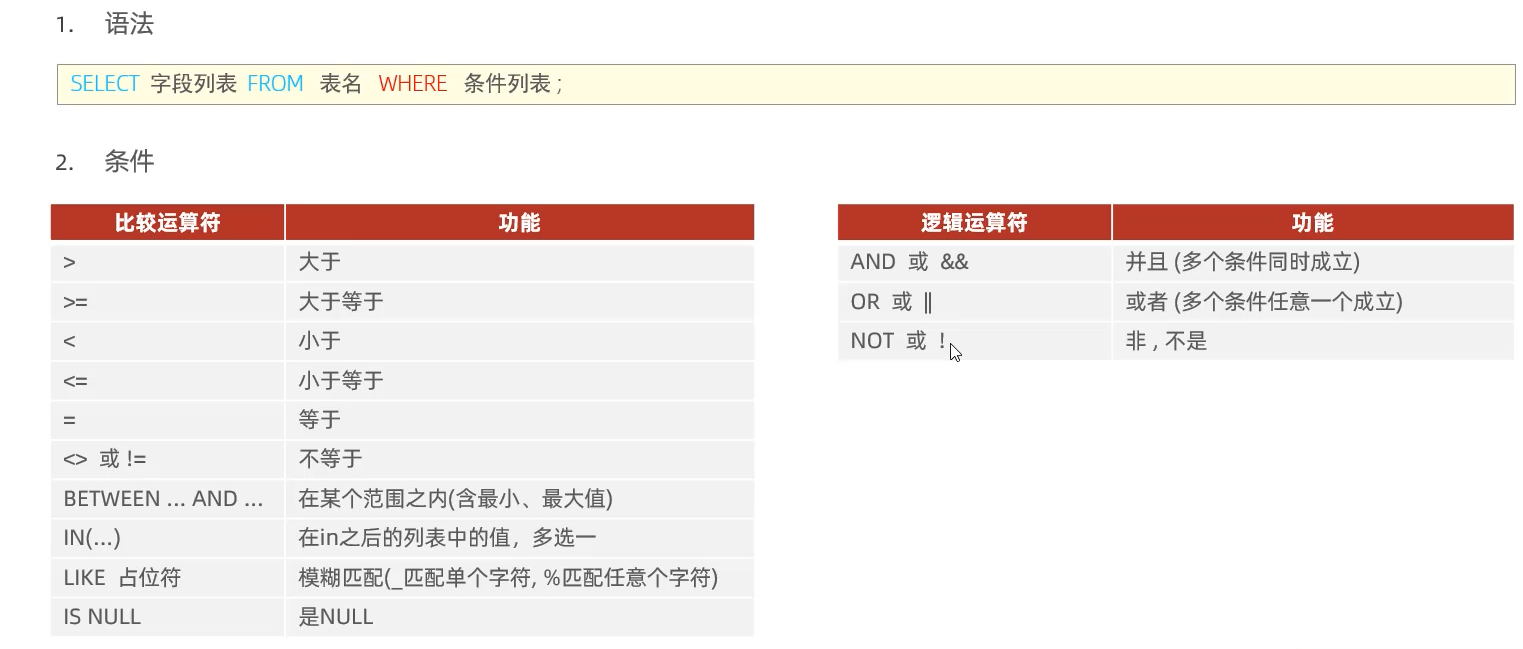 1. 语法
SELECT 字段列表 FROM 表名 WHERE 条件列表 ;
2. 条件
比较运算符 功能
> 大于
>= 大于等于
< 小于
<= 小于等于
= 等于
<> 或 != 不等于
BETWEEN ... AND ... 在某个范围之内(含最小、最大值)
IN(...) 在in之后的列表中的值，多选一
LIKE 占位符 模糊匹配(_匹配单个字符, %匹配任意个字符)
IS NULL 是NULL
逻辑运算符 功能
AND 或 && 并且 (多个条件同时成立)
OR 或 || 或者 (多个条件任意一个成立)
NOT 或 ! 非 , 不是